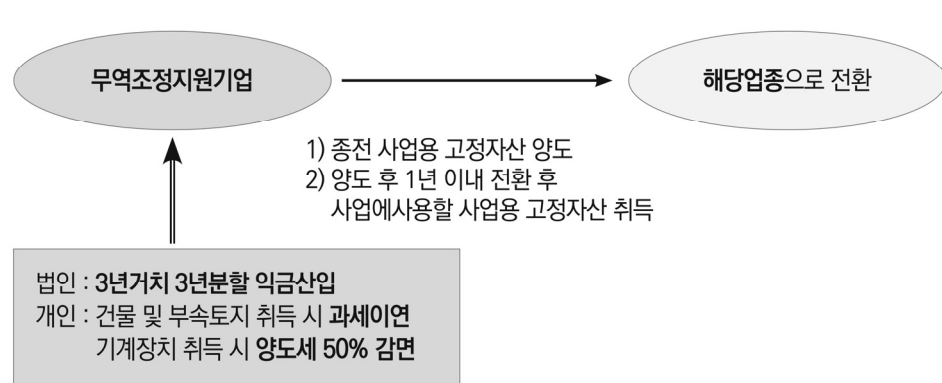 무역조정지원기업
해당업종으로 전환
1) 종전 사업용 고정자산 양도
2) 양도 후 1년 이내 전환 후
사업에사용할 사업용 고정자산 취득
법인 : 3년거치 3년분할 익금산입
개인 : 건물 및 부속토지 취득 시 과세이연
기계장치 취득 시 양도세 50% 감면